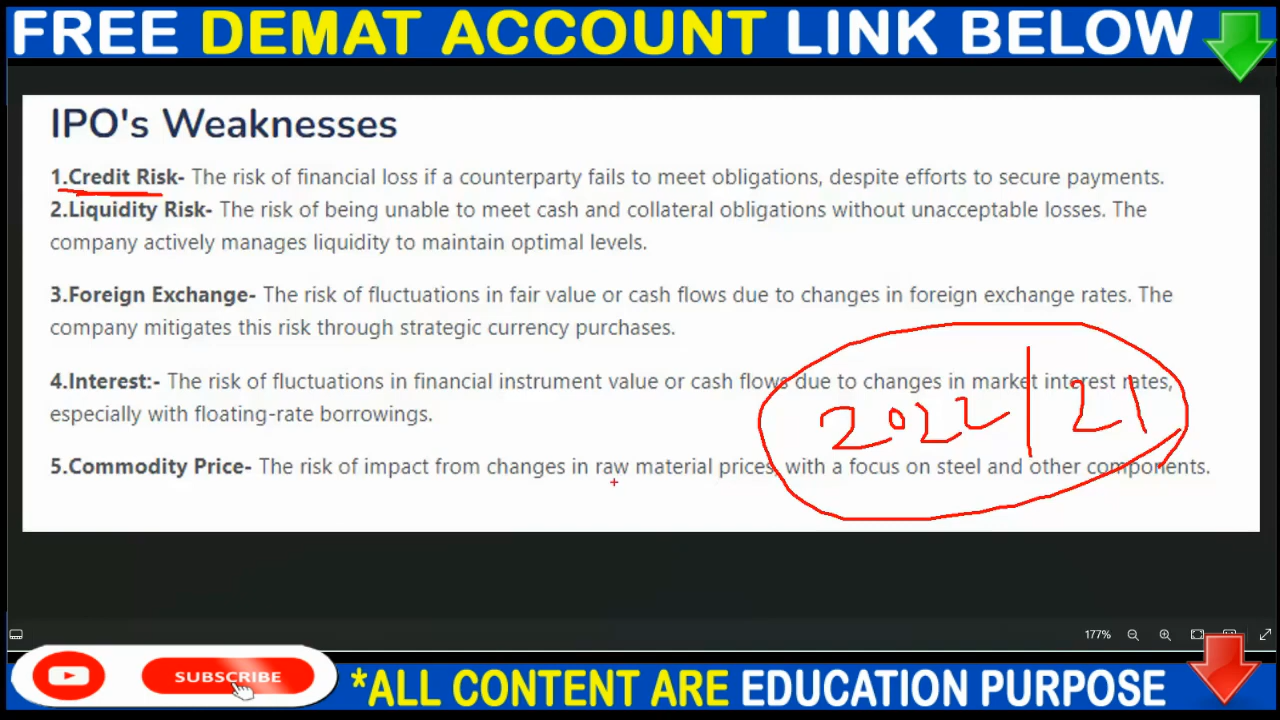 FREE DEMAT ACCOUNT LINK BELOW
IPO's Weaknesses
1.Credit Risk- The risk of financial loss if a counterparty fails to meet obligations, despite efforts to secure payments.
2.Liquidity Risk- The risk of being unable to meet cash and collateral obligations without unacceptable losses. The
company actively manages liquidity to maintain optimal levels.
3.Foreign Exchange- The risk of fluctuations in fair value or cash flows due to changes in foreign exchange rates. The
company mitigates this risk through strategic currency purchases.
4.Interest:- The risk of fluctuations in financial instrument value or cash flows due to changes in market interest rates,
especially with floating-rate borrowings.
2022 | 21
5.Commodity Price- The risk of impact from changes in raw material prices, with a focus on steel and other components.
177%
SUBSCRIBE
*ALL CONTENT ARE EDUCATION PURPOSE